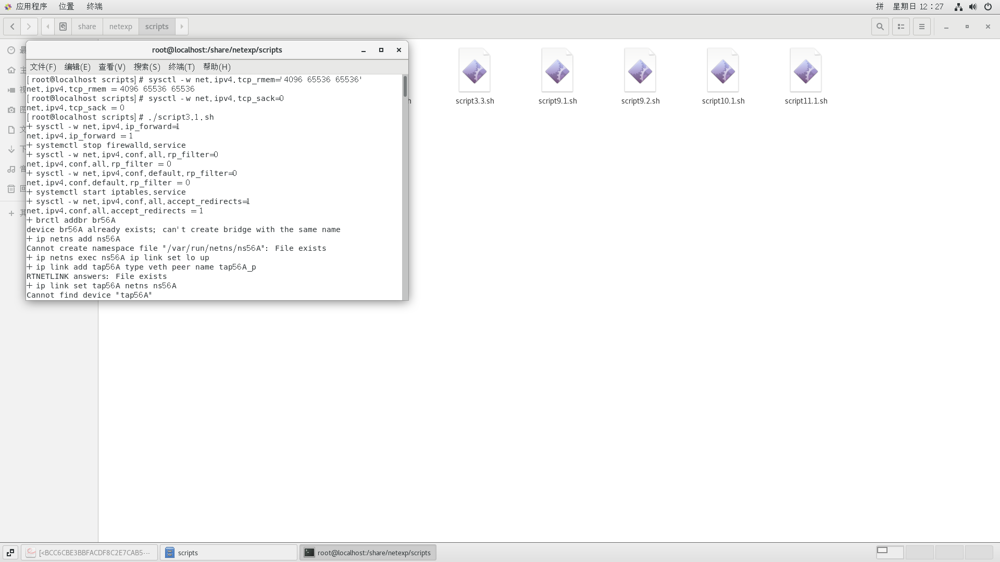 应用程序 位置 终端 拼 星期日 12：27
share netexp scripts
root@localhost:/share/netexp/scripts
文件(F) 编辑(E) 查看(V) 搜索(S) 终端(T) 帮助(H)
[root@localhost scripts]# sysctl -w net.ipv4.tcp_rmem='4096 65536 65536'
net.ipv4.tcp_rmem = 4096 65536 65536
[root@localhost scripts]# sysctl -w net.ipv4.tcp_sack=0
net.ipv4.tcp_sack = 0
[root@localhost scripts]# ./script3.1.sh
+ sysctl -w net.ipv4.ip_forward=1
net.ipv4.ip_forward = 1
+ systemctl stop firewalld.service
+ sysctl -w net.ipv4.conf.all.rp_filter=0
net.ipv4.conf.all.rp_filter = 0
+ sysctl -w net.ipv4.conf.default.rp_filter=0
net.ipv4.conf.default.rp_filter = 0
+ systemctl start iptables.service
+ sysctl -w net.ipv4.conf.all.accept_redirects=1
net.ipv4.conf.all.accept_redirects = 1
+ brctl addbr br56A
device br56A already exists; can't create bridge with the same name
+ ip netns add ns56A
Cannot create namespace file "/var/run/netns/ns56A": File exists
+ ip netns exec ns56A ip link set lo up
+ ip link add tap56A type veth peer name tap56A_p
RTNETLINK answers: File exists
+ ip link set tap56A netns ns56A
Cannot find device "tap56A"
script3.3.sh script9.1.sh script9.2.sh script10.1.sh script11.1.sh
[<BCC6CBE3BBFACDF8C2E7CAB5··· scripts root@localhost:/share/netexp/scripts